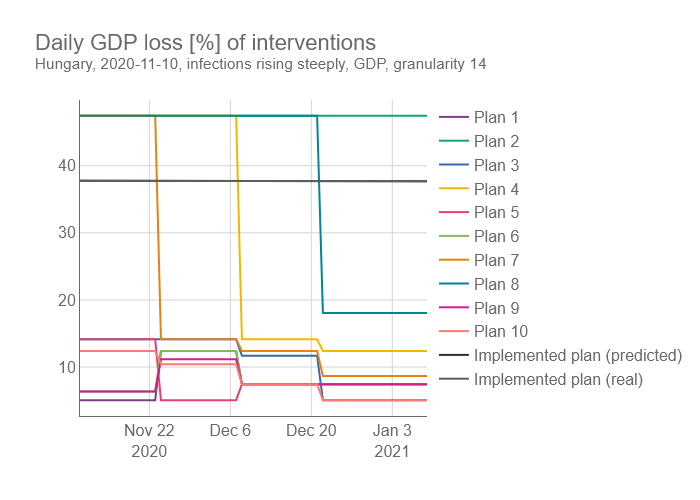 Daily GDP loss [%] of interventions
Hungary, 2020-11-10, infections rising steeply, GDP, granularity 14
40
30
20
10
Nov 22
2020
Dec 6
Dec 20
Jan 3
2021
Plan 1
Plan 2
Plan 3
Plan 4
Plan 5
Plan 6
Plan 7
Plan 8
Plan 9
Plan 10
Implemented plan (predicted)
Implemented plan (real)